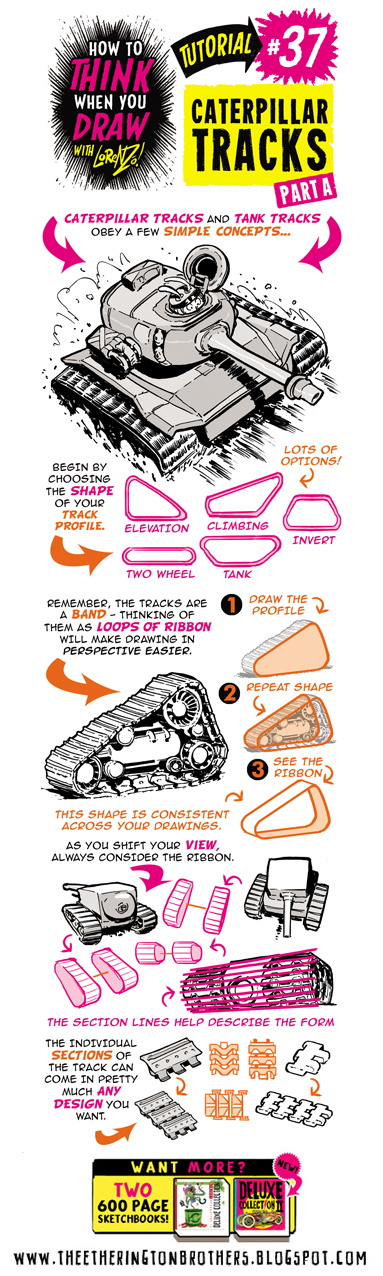 HOW TO
THINK
WHEN YOU
DRAW
WITH LORENZO!
TUTORIAL
#37
CATERPILLAR
TRACKS
PART A
CATERPILLAR TRACKS AND TANK TRACKS
OBEY A FEW SIMPLE CONCEPTS...
BEGIN BY
CHOOSING
THE SHAPE
OF YOUR
TRACK
PROFILE.
LOTS OF
OPTIONS!
ELEVATION
CLIMBING
INVERT
TWO WHEEL
TANK
REMEMBER, THE TRACKS ARE
A BAND - THINKING OF
THEM AS LOOPS OF RIBBON
WILL MAKE DRAWING IN
PERSPECTIVE EASIER.
1 DRAW THE
PROFILE
2 REPEAT SHAPE
3 SEE THE
RIBBON
THIS SHAPE IS CONSISTENT
ACROSS YOUR DRAWINGS.
AS YOU SHIFT YOUR VIEW,
ALWAYS CONSIDER THE RIBBON.
THE SECTION LINES HELP DESCRIBE THE FORM
THE INDIVIDUAL
SECTIONS OF
THE TRACK CAN
COME IN PRETTY
MUCH ANY
DESIGN YOU
WANT.
WANT MORE?
NEW!
TWO
600 PAGE
SKETCHBOOKS!
DELUXE COLLECTION
DELUXE
COLLECTION II
WWW.THEETHERINGTONBROTHERS.BLOGSPOT.COM